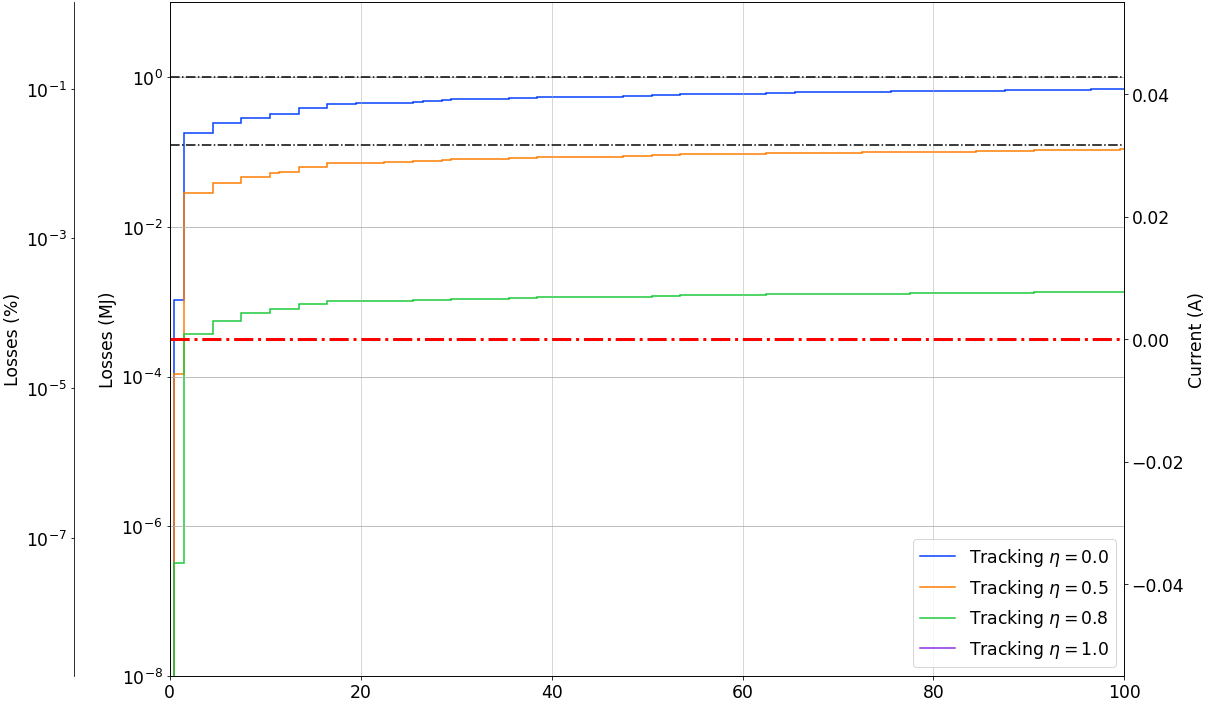 Losses (%)
10⁻¹
10⁻³
10⁻⁵
10⁻⁷
Losses (MJ)
10⁰
10⁻²
10⁻⁴
10⁻⁶
10⁻⁸
0
20
40
60
80
100
0.04
0.02
0.00
−0.02
−0.04
Current (A)
Tracking η = 0.0
Tracking η = 0.5
Tracking η = 0.8
Tracking η = 1.0